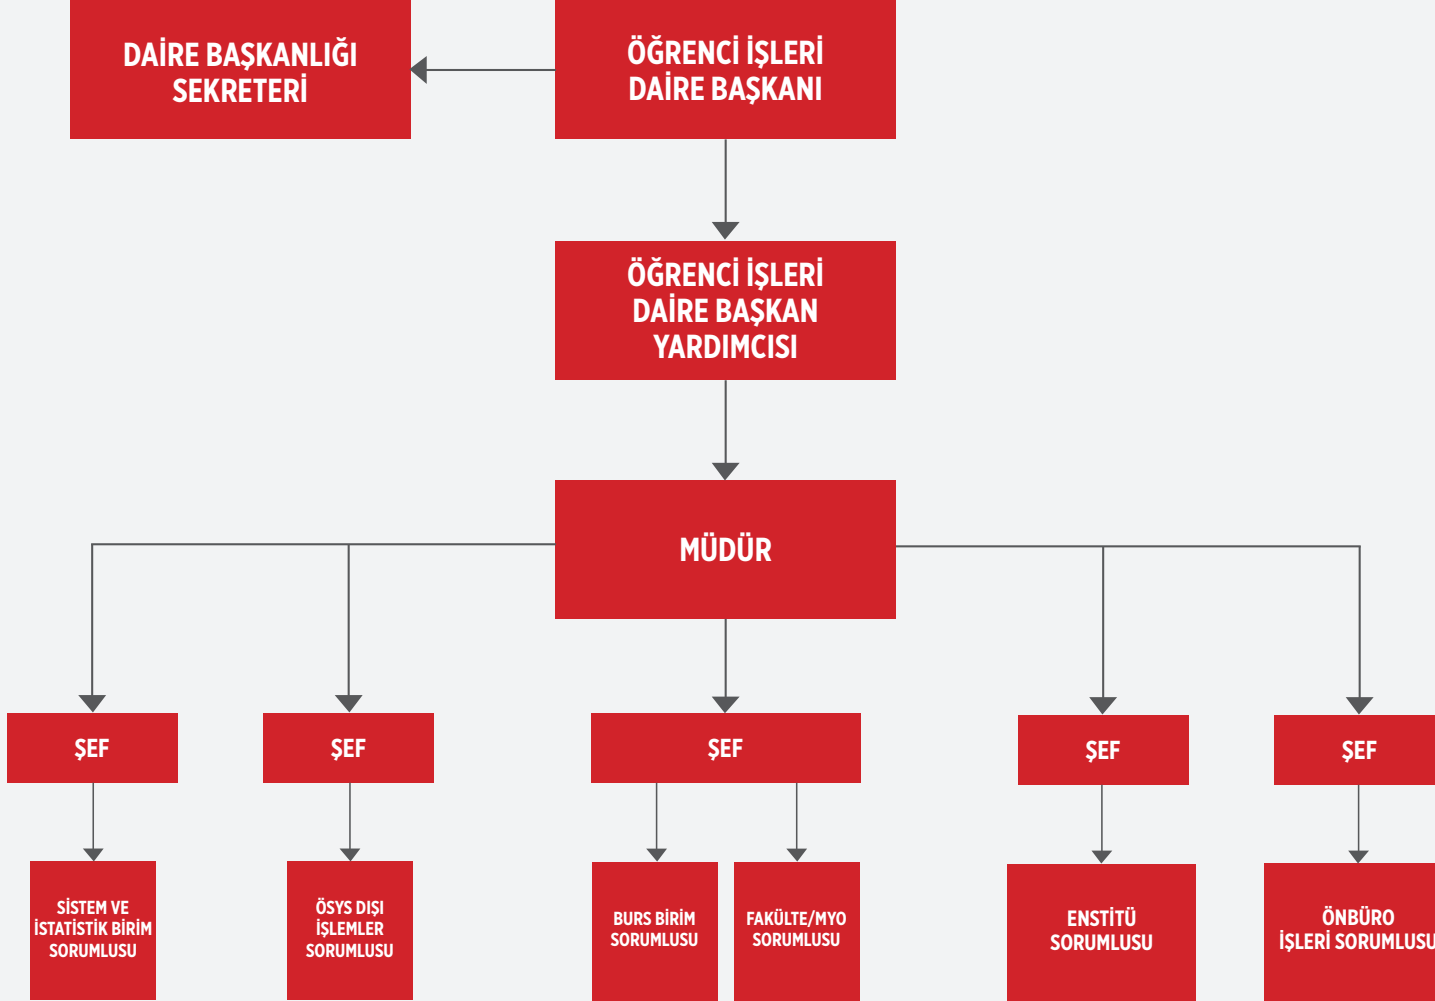 DAİRE BAŞKANLIĞI
SEKRETERİ
ÖĞRENCİ İŞLERİ
DAİRE BAŞKANI
ÖĞRENCİ İŞLERİ
DAİRE BAŞKAN
YARDIMCISI
MÜDÜR
ŞEF
ŞEF
ŞEF
ŞEF
ŞEF
SİSTEM VE
İSTATİSTİK BİRİM
SORUMLUSU
ÖSYS DIŞI
İŞLEMLER
SORUMLUSU
BURS BİRİM
SORUMLUSU
FAKÜLTE/MYO
SORUMLUSU
ENSTİTÜ
SORUMLUSU
ÖNBÜRO
İŞLERİ SORUMLUSU